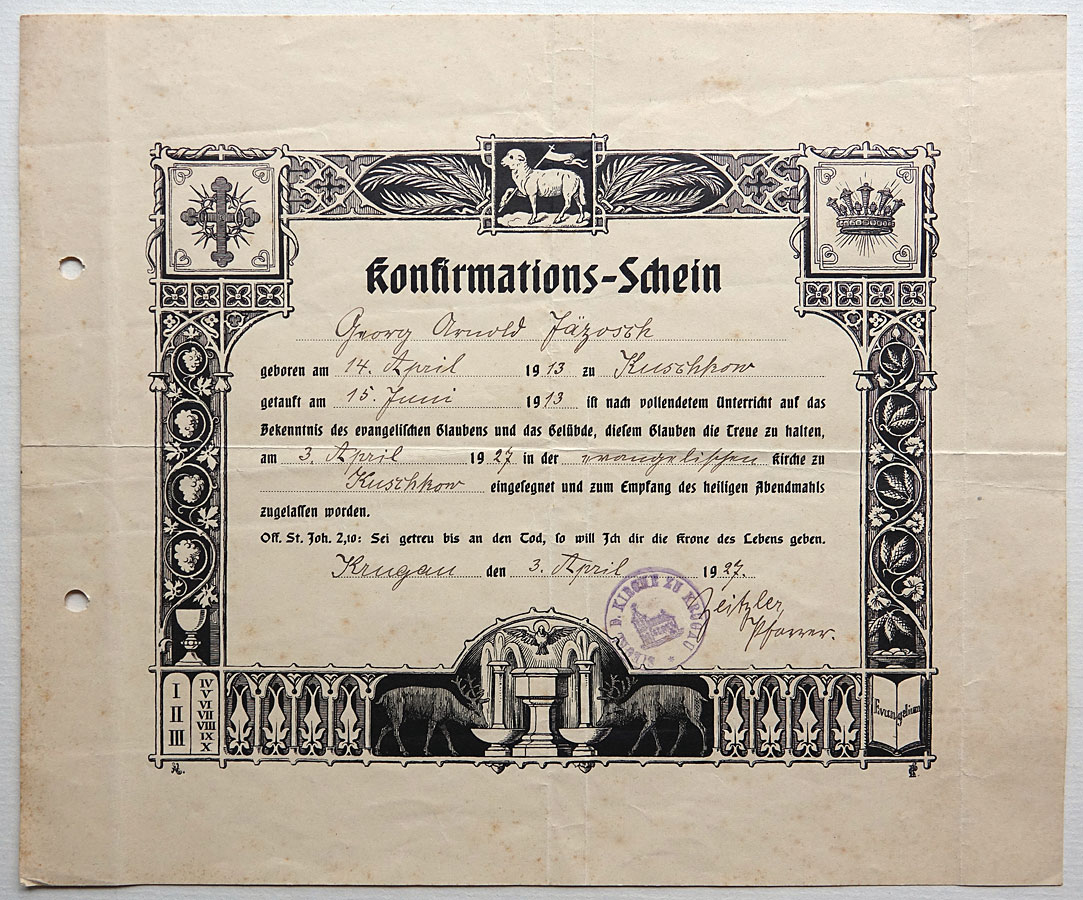 Konfirmations-Schein
Georg Arnold Jäzosch
geboren am 14. April 1913 zu Kuschkow
getauft am 15. Juni 1913 ist nach vollendetem Unterricht auf das
Bekenntnis des evangelischen Glaubens und das Gelübde, diesem Glauben die Treue zu halten,
am 3. April 1927 in der evangelischen Kirche zu
Kuschkow eingesegnet und zum Empfang des heiligen Abendmahls
zugelassen worden.
Off. St. Joh. 2,10: Sei getreu bis an den Tod, so will Ich dir die Krone des Lebens geben.
Krugau den 3. April 1927.
D. KIRCHE ZU KRUGAU
Zeitzler,
Pfarrer.
I
II
III
IV
V
VI
VII
VIII
IX
X
Evangelium